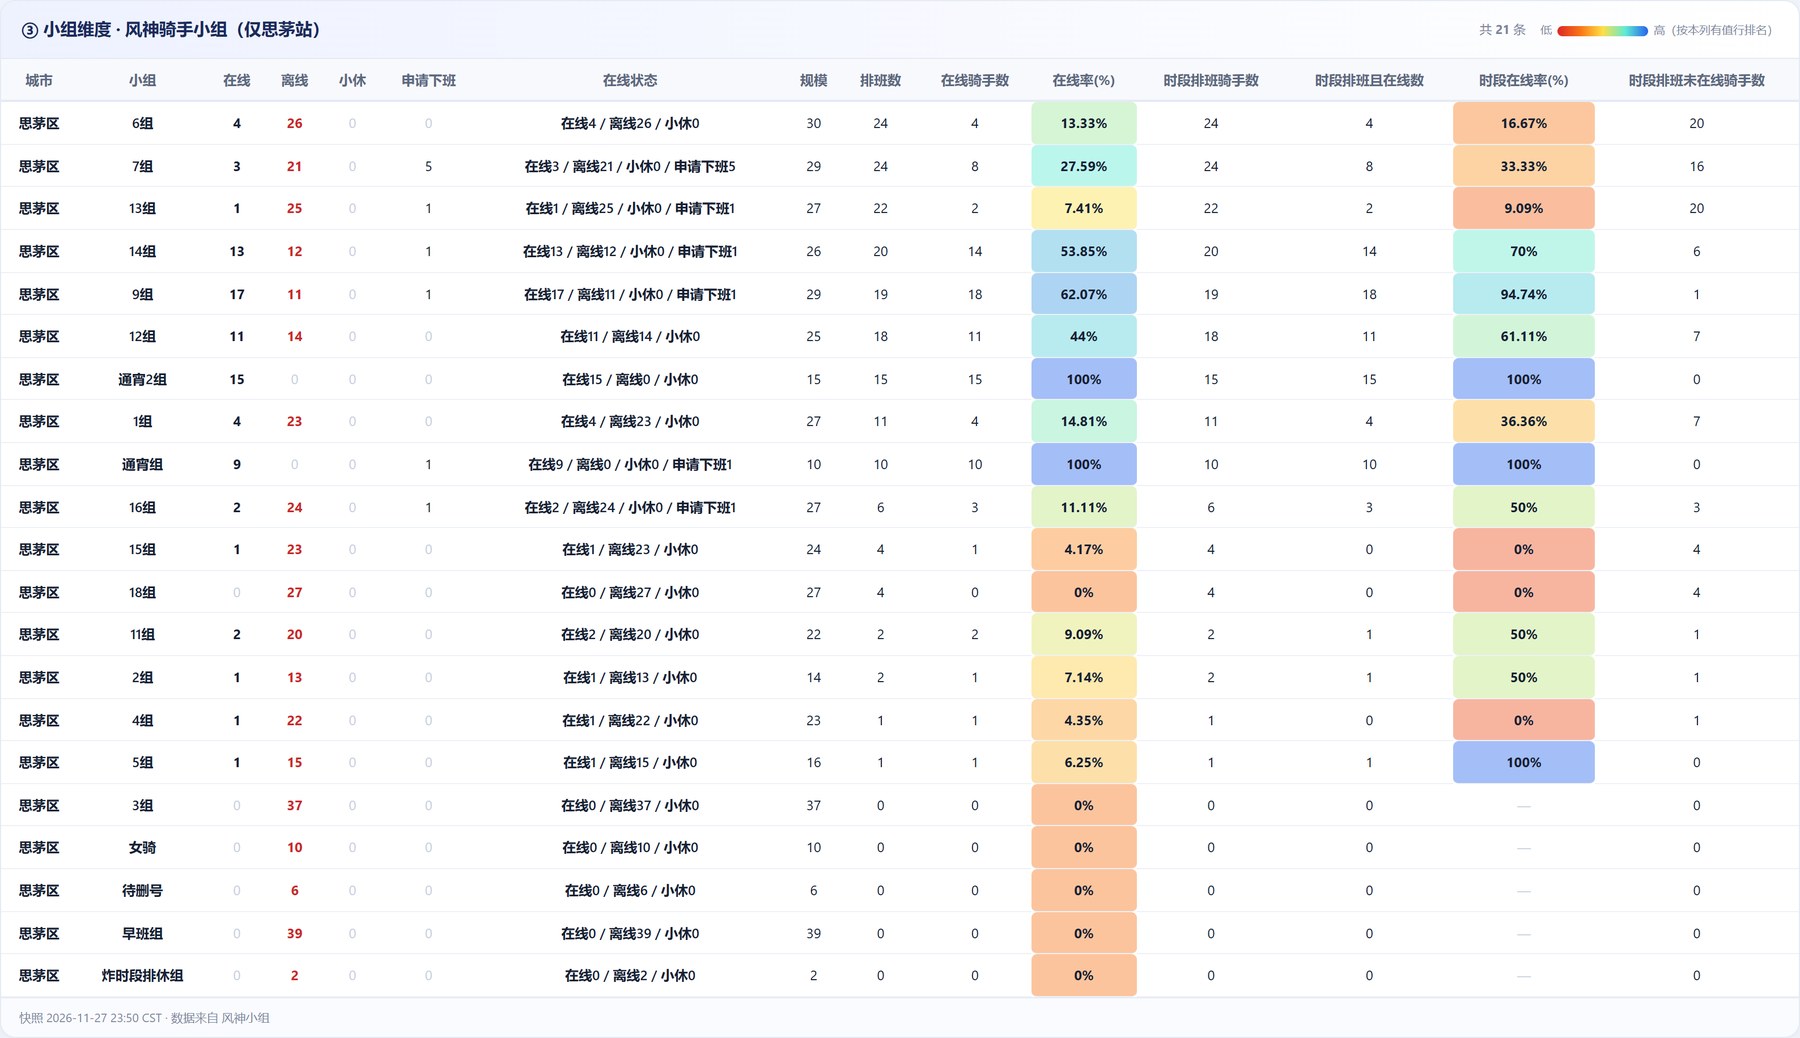 ③ 小组维度 · 风神骑手小组（仅思茅站）
共 21 条 低 高 (按本列有值行排名)
城市 小组 在线 离线 小休 申请下班 在线状态 规模 排班数 在线骑手数 在线率(%) 时段排班骑手数 时段排班且在线数 时段在线率(%) 时段排班未在线骑手数
思茅区 6组 4 26 0 0 在线4 / 离线26 / 小休0 30 24 4 13.33% 24 4 16.67% 20
思茅区 7组 3 21 0 5 在线3 / 离线21 / 小休0 / 申请下班5 29 24 8 27.59% 24 8 33.33% 16
思茅区 13组 1 25 0 1 在线1 / 离线25 / 小休0 / 申请下班1 27 22 2 7.41% 22 2 9.09% 20
思茅区 14组 13 12 0 1 在线13 / 离线12 / 小休0 / 申请下班1 26 20 14 53.85% 20 14 70% 6
思茅区 9组 17 11 0 1 在线17 / 离线11 / 小休0 / 申请下班1 29 19 18 62.07% 19 18 94.74% 1
思茅区 12组 11 14 0 0 在线11 / 离线14 / 小休0 25 18 11 44% 18 11 61.11% 7
思茅区 通宵2组 15 0 0 0 在线15 / 离线0 / 小休0 15 15 15 100% 15 15 100% 0
思茅区 1组 4 23 0 0 在线4 / 离线23 / 小休0 27 11 4 14.81% 11 4 36.36% 7
思茅区 通宵组 9 0 0 1 在线9 / 离线0 / 小休0 / 申请下班1 10 10 10 100% 10 10 100% 0
思茅区 16组 2 24 0 1 在线2 / 离线24 / 小休0 / 申请下班1 27 6 3 11.11% 6 3 50% 3
思茅区 15组 1 23 0 0 在线1 / 离线23 / 小休0 24 4 1 4.17% 4 0 0% 4
思茅区 18组 0 27 0 0 在线0 / 离线27 / 小休0 27 4 0 0% 4 0 0% 4
思茅区 11组 2 20 0 0 在线2 / 离线20 / 小休0 22 2 2 9.09% 2 1 50% 1
思茅区 2组 1 13 0 0 在线1 / 离线13 / 小休0 14 2 1 7.14% 2 1 50% 1
思茅区 4组 1 22 0 0 在线1 / 离线22 / 小休0 23 1 1 4.35% 1 0 0% 1
思茅区 5组 1 15 0 0 在线1 / 离线15 / 小休0 16 1 1 6.25% 1 1 100% 0
思茅区 3组 0 37 0 0 在线0 / 离线37 / 小休0 37 0 0 0% 0 0 — 0
思茅区 女骑 0 10 0 0 在线0 / 离线10 / 小休0 10 0 0 0% 0 0 — 0
思茅区 待删号 0 6 0 0 在线0 / 离线6 / 小休0 6 0 0 0% 0 0 — 0
思茅区 早班组 0 39 0 0 在线0 / 离线39 / 小休0 39 0 0 0% 0 0 — 0
思茅区 炸时段排休组 0 2 0 0 在线0 / 离线2 / 小休0 2 0 0 0% 0 0 — 0
快照 2026-11-27 23:50 CST · 数据来自 风神小组